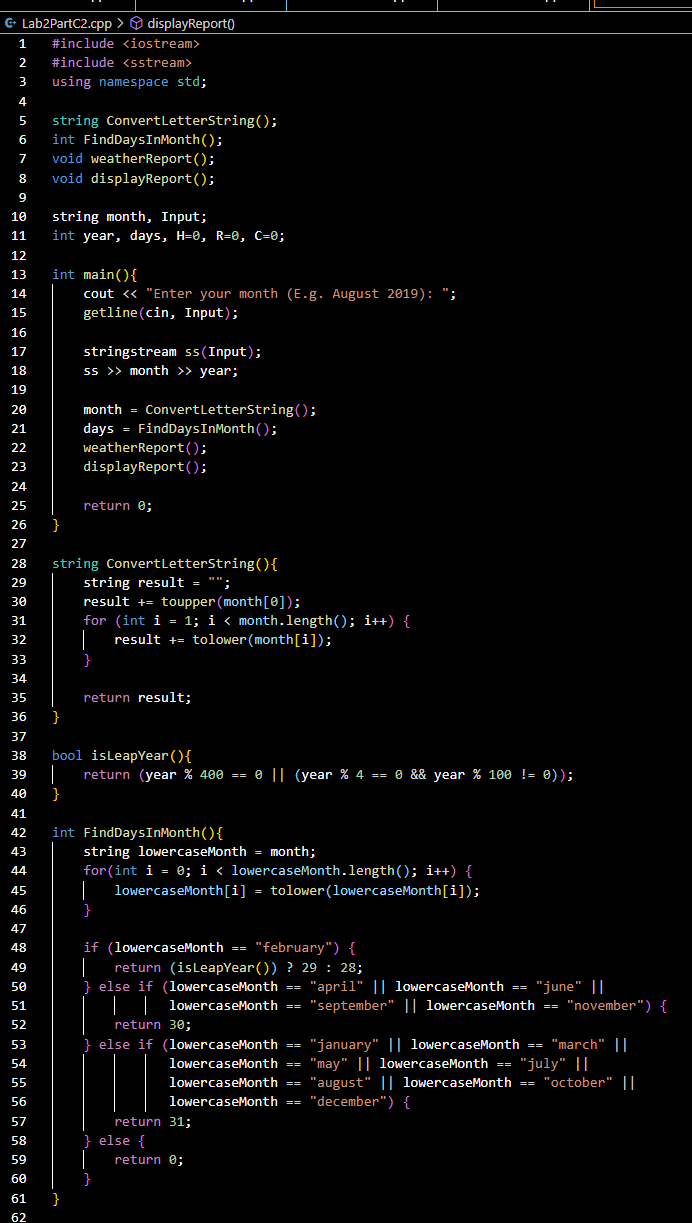 Lab2PartC2.cpp > displayReport()
1 #include <iostream>
2 #include <sstream>
3 using namespace std;
4
5 string ConvertLetterString();
6 int FindDaysInMonth();
7 void weatherReport();
8 void displayReport();
9
10 string month, Input;
11 int year, days, H=0, R=0, C=0;
12
13 int main(){
14     cout << "Enter your month (E.g. August 2019): ";
15     getline(cin, Input);
16
17     stringstream ss(Input);
18     ss >> month >> year;
19
20     month = ConvertLetterString();
21     days = FindDaysInMonth();
22     weatherReport();
23     displayReport();
24
25     return 0;
26 }
27
28 string ConvertLetterString(){
29     string result = "";
30     result += toupper(month[0]);
31     for (int i = 1; i < month.length(); i++) {
32         result += tolower(month[i]);
33     }
34
35     return result;
36 }
37
38 bool isLeapYear(){
39     return (year % 400 == 0 || (year % 4 == 0 && year % 100 != 0));
40 }
41
42 int FindDaysInMonth(){
43     string lowercaseMonth = month;
44     for(int i = 0; i < lowercaseMonth.length(); i++) {
45         lowercaseMonth[i] = tolower(lowercaseMonth[i]);
46     }
47
48     if (lowercaseMonth == "february") {
49         return (isLeapYear()) ? 29 : 28;
50     } else if (lowercaseMonth == "april" || lowercaseMonth == "june" ||
51                lowercaseMonth == "september" || lowercaseMonth == "november") {
52         return 30;
53     } else if (lowercaseMonth == "january" || lowercaseMonth == "march" ||
54                lowercaseMonth == "may" || lowercaseMonth == "july" ||
55                lowercaseMonth == "august" || lowercaseMonth == "october" ||
56                lowercaseMonth == "december") {
57         return 31;
58     } else {
59         return 0;
60     }
61 }
62